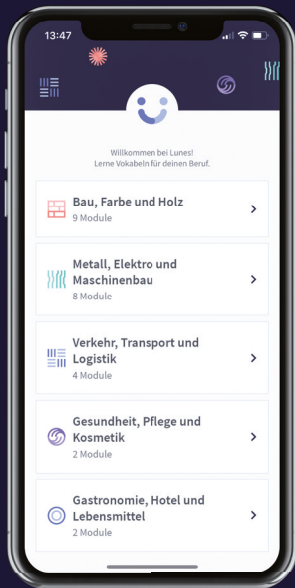 13:47
Willkommen bei Lunes!
Lerne Vokabeln für deinen Beruf.
Bau, Farbe und Holz
9 Module
Metall, Elektro und
Maschinenbau
8 Module
Verkehr, Transport und
Logistik
4 Module
Gesundheit, Pflege und
Kosmetik
2 Module
Gastronomie, Hotel und
Lebensmittel
2 Module